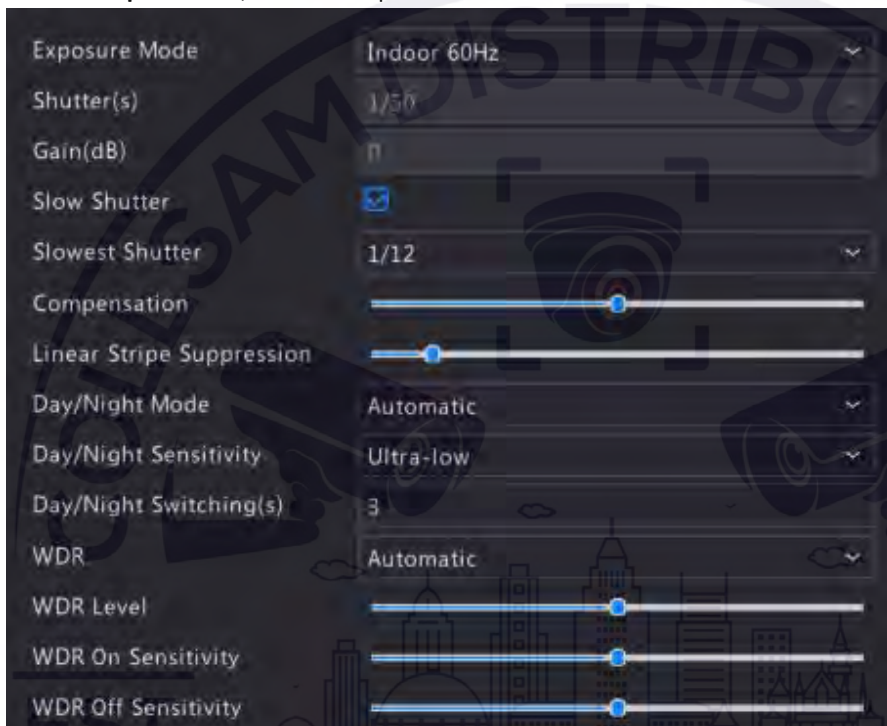 Exposure Mode Indoor 60Hz
Shutter(s) 1/50
Gain(dB) 0
Slow Shutter
Slowest Shutter 1/12
Compensation
Linear Stripe Suppression
Day/Night Mode Automatic
Day/Night Sensitivity Ultra-low
Day/Night Switching(s) 3
WDR Automatic
WDR Level
WDR On Sensitivity
WDR Off Sensitivity